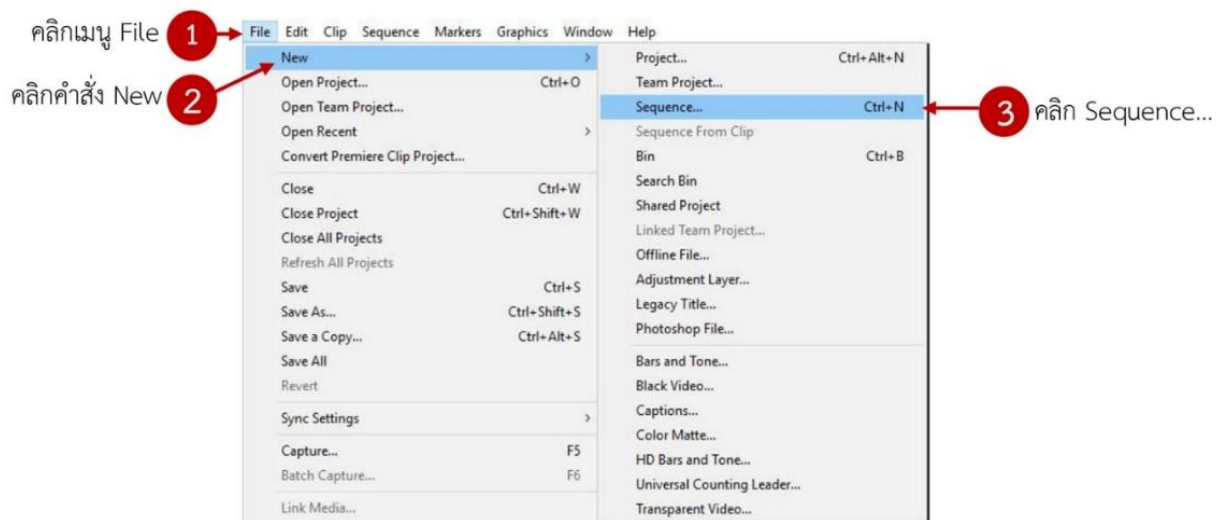 คลิกเมนู File 1
File Edit Clip Sequence Markers Graphics Window Help
คลิกคำสั่ง New 2
New >
Open Project... Ctrl+O
Open Team Project...
Open Recent >
Convert Premiere Clip Project...
Close Ctrl+W
Close Project Ctrl+Shift+W
Close All Projects
Refresh All Projects
Save Ctrl+S
Save As... Ctrl+Shift+S
Save a Copy... Ctrl+Alt+S
Save All
Revert
Sync Settings >
Capture... F5
Batch Capture... F6
Link Media...
Project... Ctrl+Alt+N
Team Project...
Sequence... Ctrl+N
3 คลิก Sequence...
Sequence From Clip
Bin Ctrl+B
Search Bin
Shared Project
Linked Team Project...
Offline File...
Adjustment Layer...
Legacy Title...
Photoshop File...
Bars and Tone...
Black Video...
Captions...
Color Matte...
HD Bars and Tone...
Universal Counting Leader...
Transparent Video...